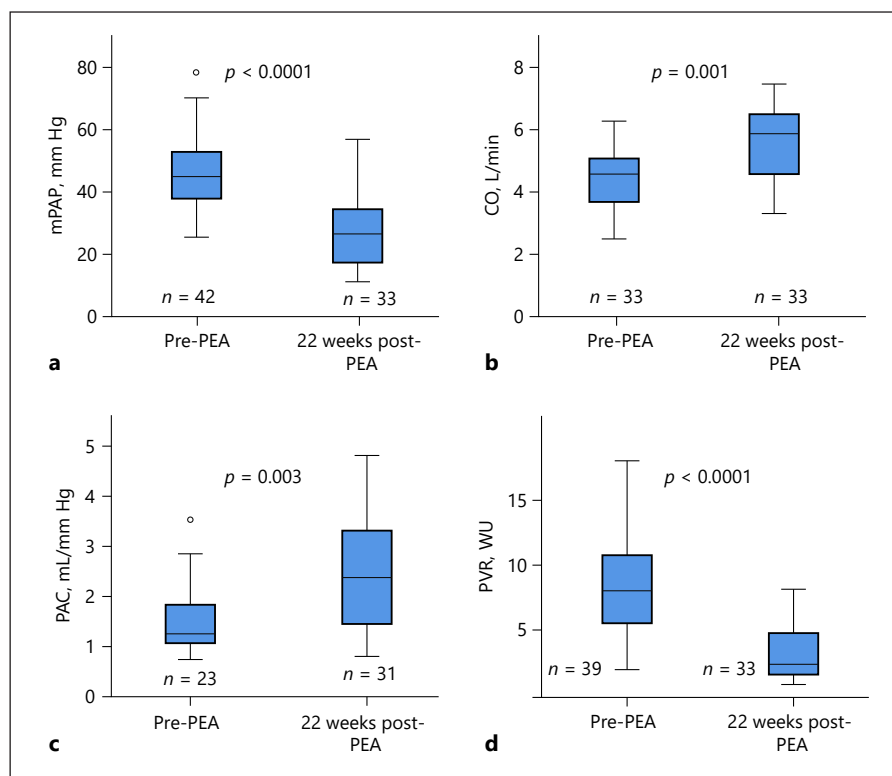 80
60
40
20
0
mPAP, mm Hg
p < 0.0001
n = 42
n = 33
Pre-PEA
22 weeks post-
PEA
a
8
6
4
2
0
CO, L/min
p = 0.001
n = 33
n = 33
Pre-PEA
22 weeks post-
PEA
b
5
4
3
2
1
0
PAC, mL/mm Hg
p = 0.003
n = 23
n = 31
Pre-PEA
22 weeks post-
PEA
c
15
10
5
PVR, WU
p < 0.0001
n = 39
n = 33
Pre-PEA
22 weeks post-
PEA
d